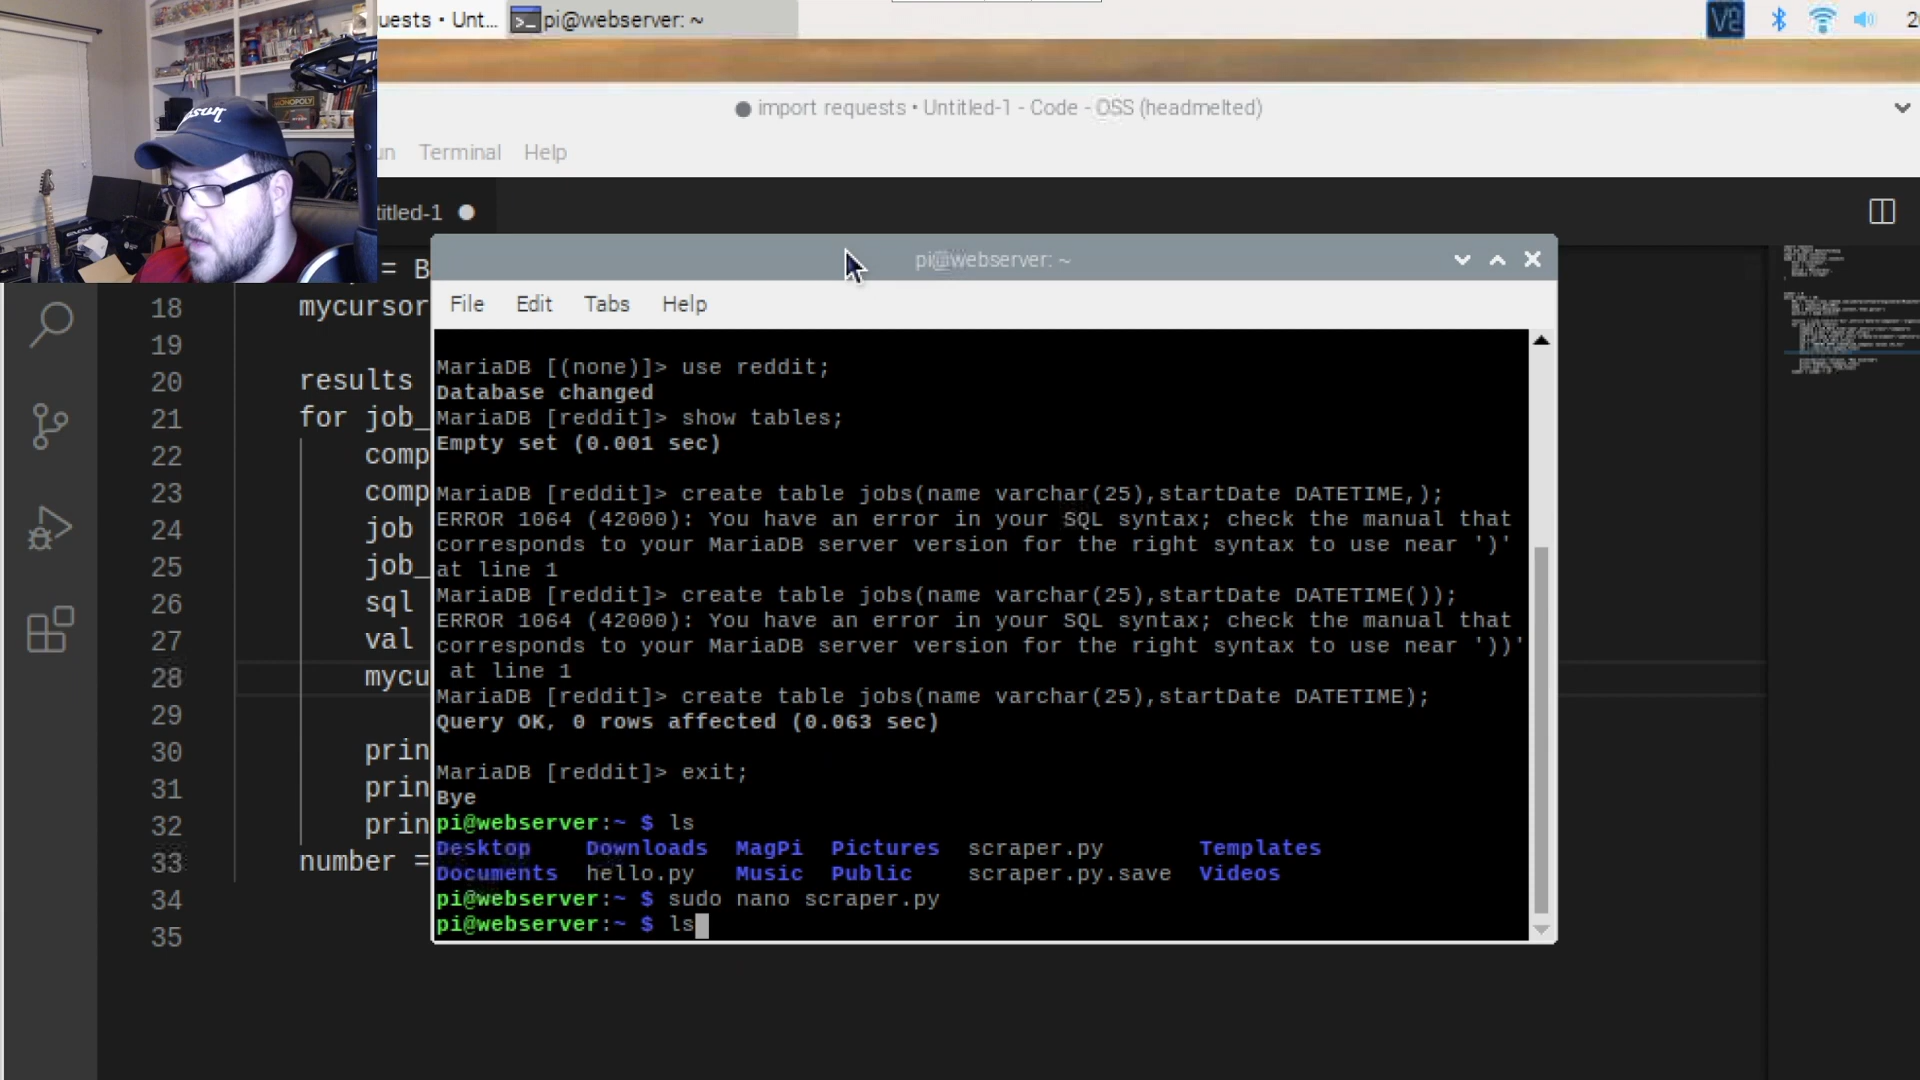 uests • Unt...
pi@webserver: ~
V2
2
import requests • Untitled-1 - Code - OSS (headmelted)
un Terminal Help
titled-1
MONOPOLY
pi@webserver: ~
File Edit Tabs Help
= B
18 mycursor
19
20 results
21 for job_
22 comp
23 comp
24 job
25 job_
26 sql
27 val
28 mycu
29
30 prin
31 prin
32 prin
33 number =
34
35
MariaDB [(none)]> use reddit;
Database changed
MariaDB [reddit]> show tables;
Empty set (0.001 sec)
MariaDB [reddit]> create table jobs(name varchar(25),startDate DATETIME,);
ERROR 1064 (42000): You have an error in your SQL syntax; check the manual that
corresponds to your MariaDB server version for the right syntax to use near ')'
at line 1
MariaDB [reddit]> create table jobs(name varchar(25),startDate DATETIME());
ERROR 1064 (42000): You have an error in your SQL syntax; check the manual that
corresponds to your MariaDB server version for the right syntax to use near '))'
at line 1
MariaDB [reddit]> create table jobs(name varchar(25),startDate DATETIME);
Query OK, 0 rows affected (0.063 sec)
MariaDB [reddit]> exit;
Bye
pi@webserver:~ $ ls
Desktop Downloads MagPi Pictures scraper.py Templates
Documents hello.py Music Public scraper.py.save Videos
pi@webserver:~ $ sudo nano scraper.py
pi@webserver:~ $ ls